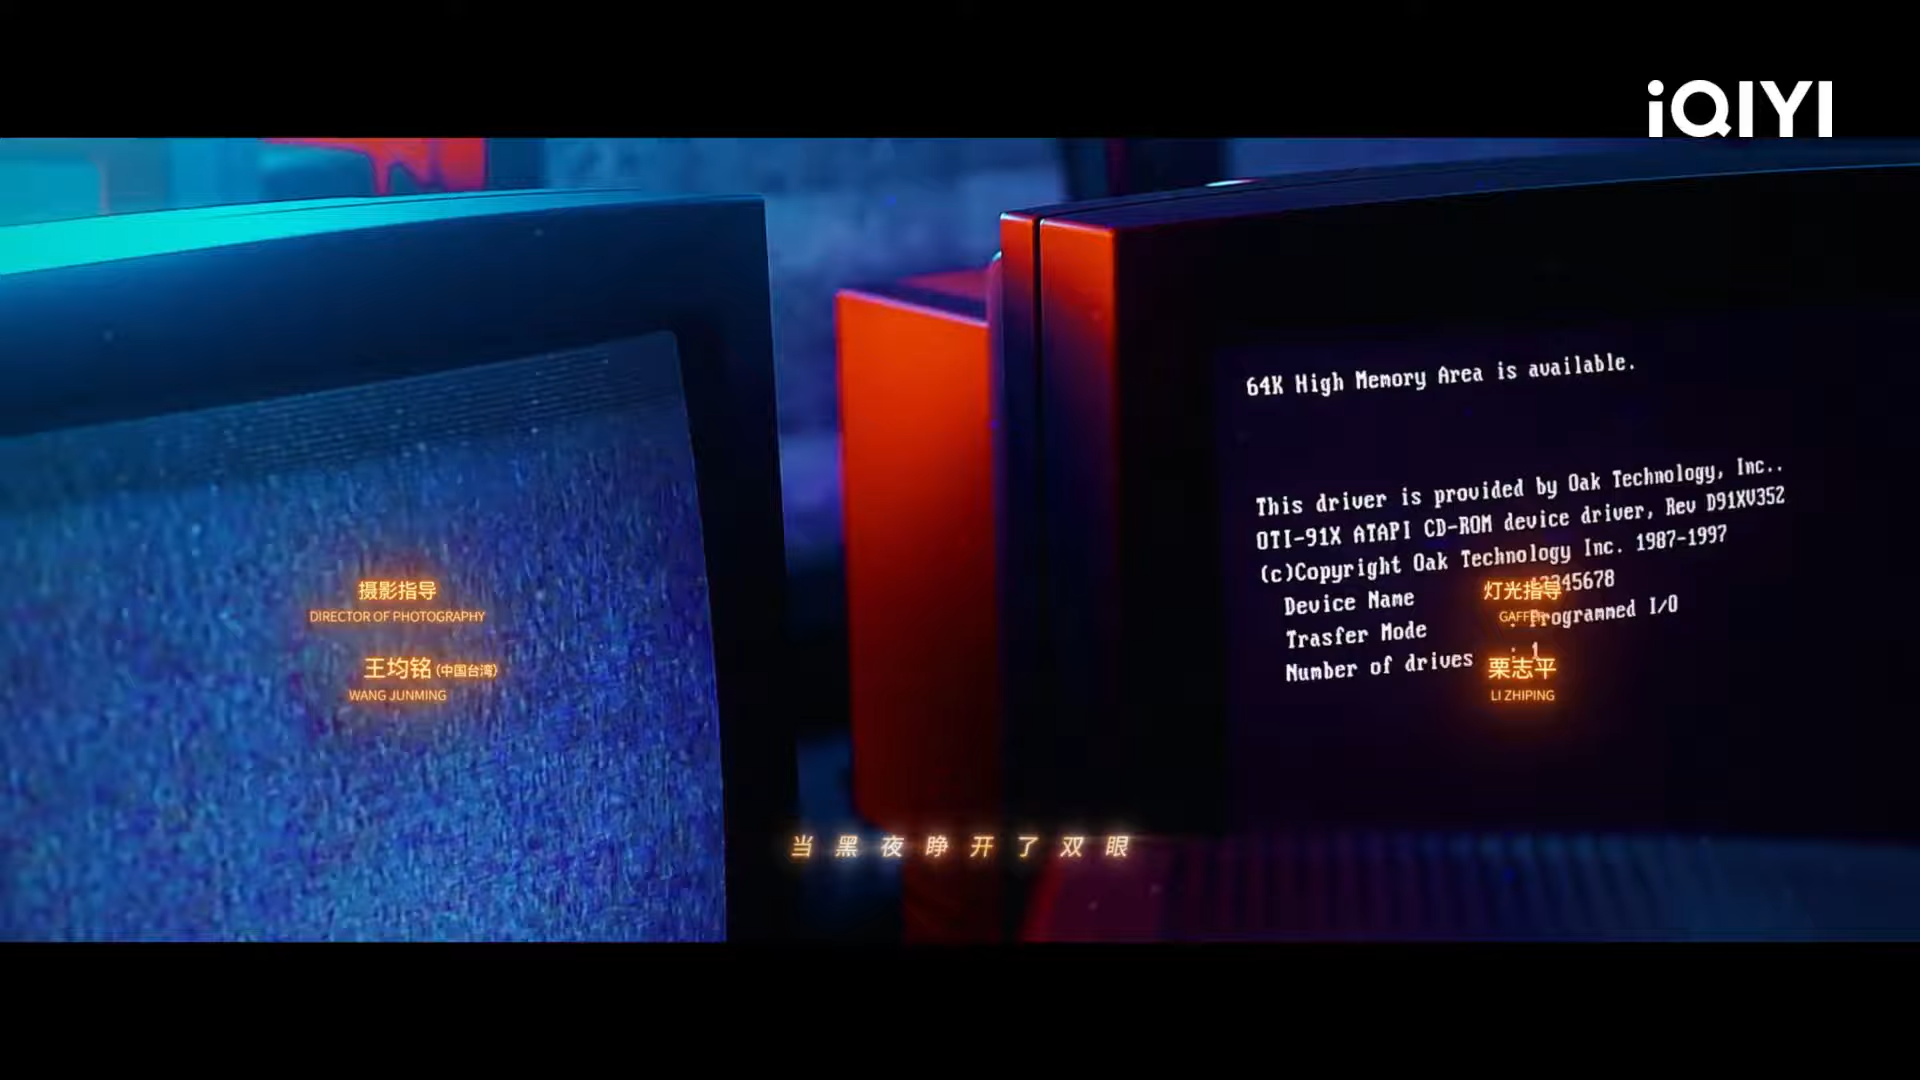 iQIYI
64K High Memory Area is available.
This driver is provided by Oak Technology, Inc..
OTI-91X ATAPI CD-ROM device driver, Rev D91XV352
(c)Copyright Oak Technology Inc. 1987-1997
Device Name 345678
Trasfer Mode : Programmed I/O
Number of drives : 1
摄影指导
DIRECTOR OF PHOTOGRAPHY
王均铭(中国台湾)
WANG JUNMING
灯光指导
GAFFER
栗志平
LI ZHIPING
当黑夜睁开了双眼